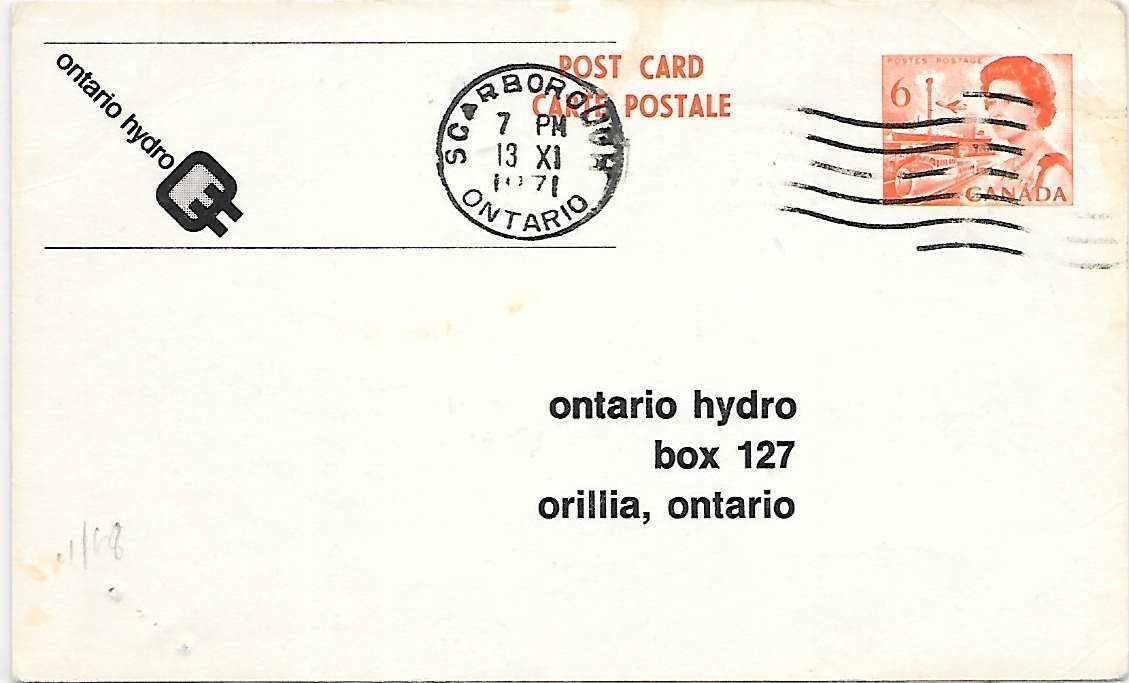 ontario hydro
POST CARD
CARTE POSTALE
SCARBOROUGH
7 PM
13 XI
1971
ONTARIO
POSTES POSTAGE
6
CANADA
ontario hydro
box 127
orillia, ontario